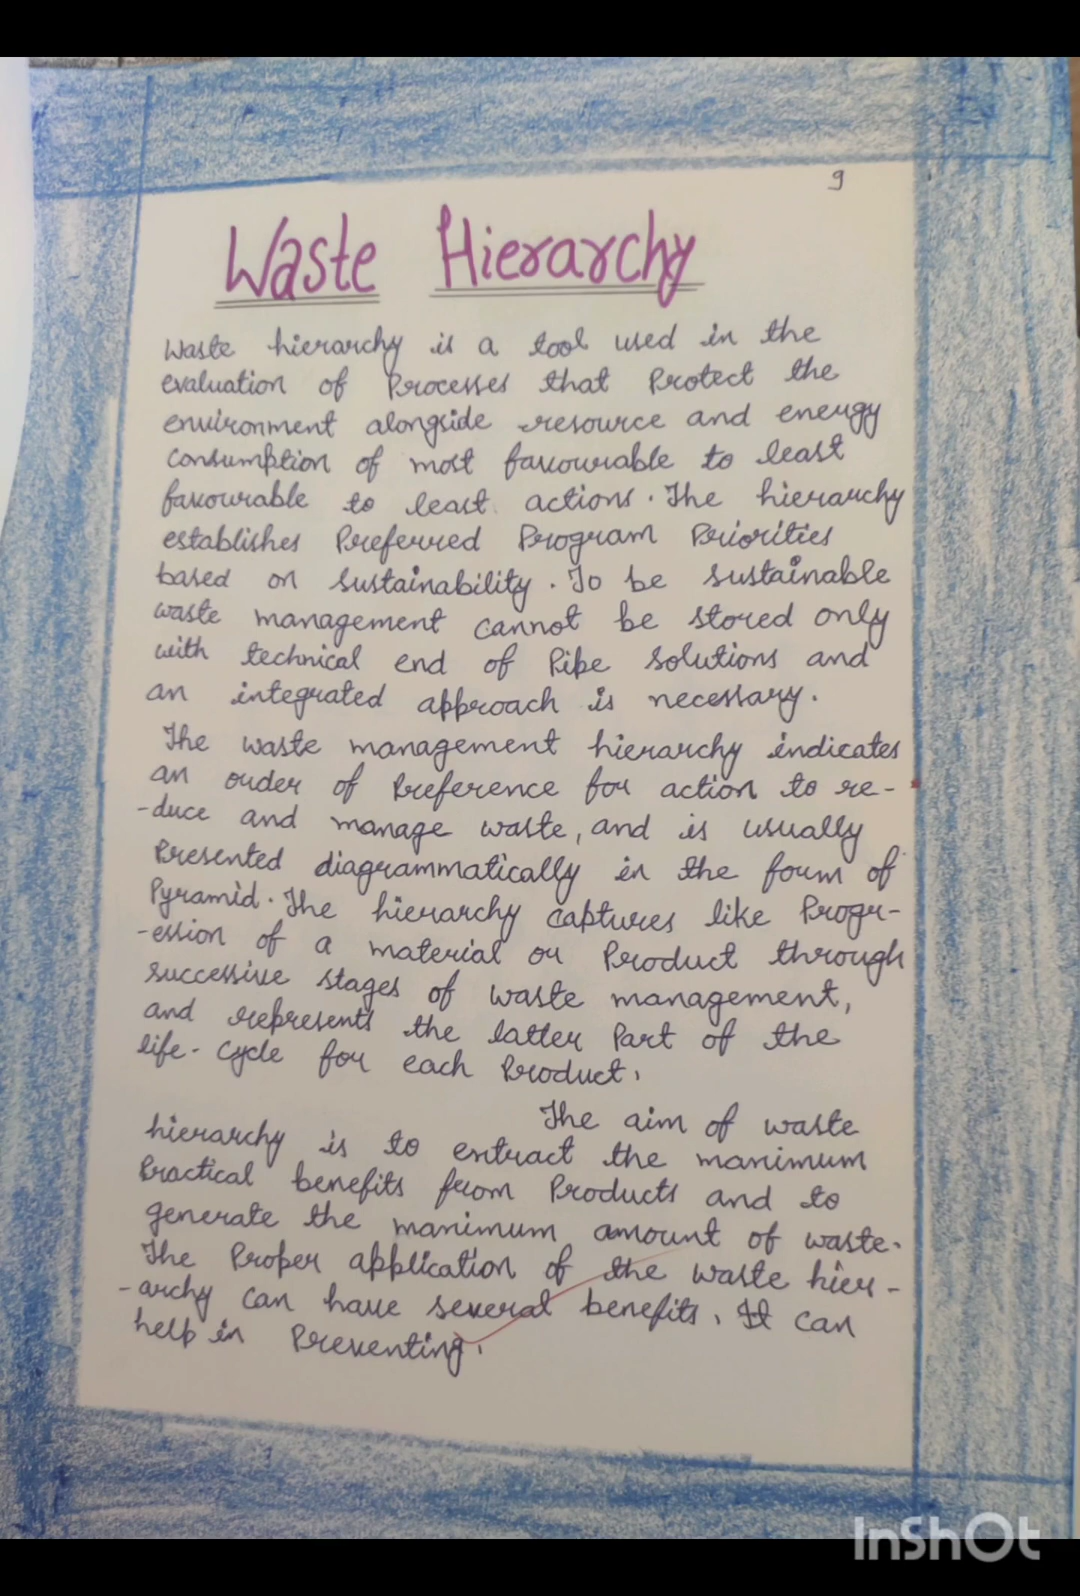 9
Waste Hierarchy
Waste hierarchy is a tool used in the
evaluation of Processes that Protect the
environment alongside resource and energy
Consumption of most favourable to least
favourable to least actions. The hierarchy
establishes Preferred Program Priorities
based on sustainability. To be sustainable
waste management cannot be stored only
with technical end of Pipe solutions and
an integrated approach is necessary.
The waste management hierarchy indicates
an order of Preference for action to re-
-duce and manage waste, and is usually
Presented diagrammatically in the form of
Pyramid. The hierarchy captures like Progr-
-ession of a material or Product through
successive stages of waste management,
and represents the latter Part of the
life-Cycle for each Product.
The aim of waste
hierarchy is to entract the manimum
Practical benefits from Products and to
generate the manimum amount of waste.
The Proper application of the waste hier-
-archy can have several benefits. It can
help in Preventing.
InShOt